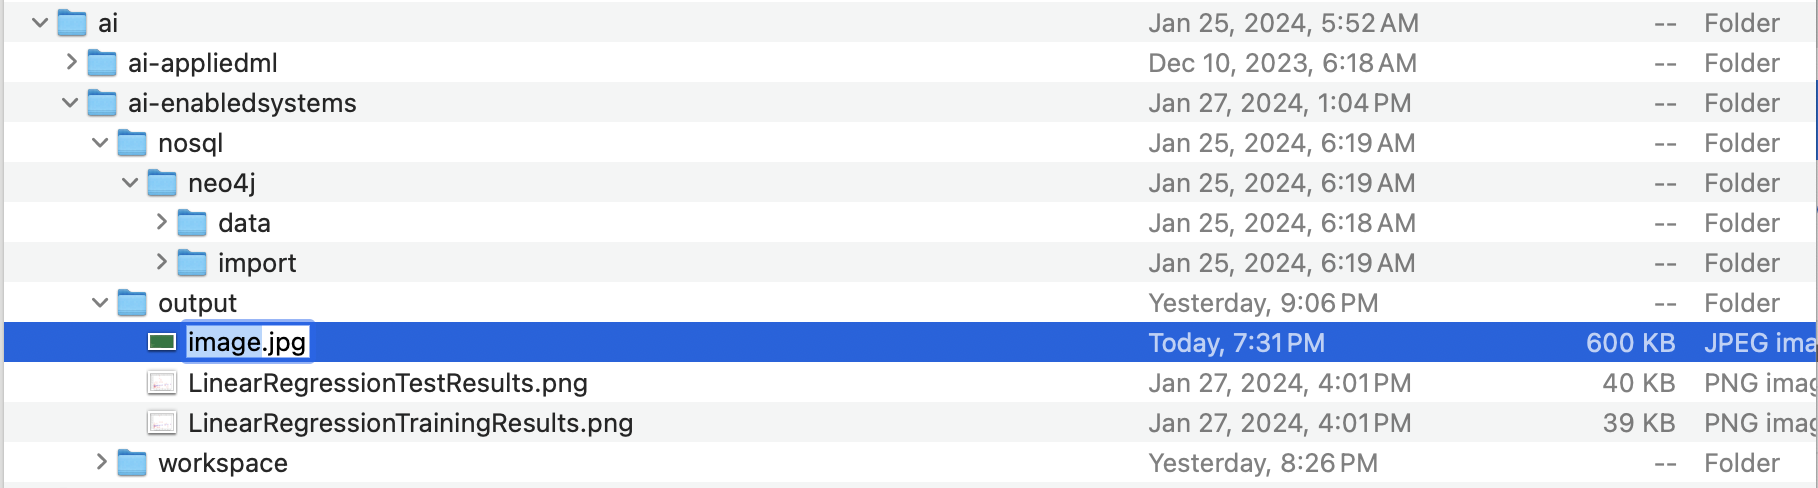 ai Jan 25, 2024, 5:52 AM -- Folder
ai-appliedml Dec 10, 2023, 6:18 AM -- Folder
ai-enabledsystems Jan 27, 2024, 1:04 PM -- Folder
nosql Jan 25, 2024, 6:19 AM -- Folder
neo4j Jan 25, 2024, 6:19 AM -- Folder
data Jan 25, 2024, 6:18 AM -- Folder
import Jan 25, 2024, 6:19 AM -- Folder
output Yesterday, 9:06 PM -- Folder
image.jpg Today, 7:31 PM 600 KB JPEG ima
LinearRegressionTestResults.png Jan 27, 2024, 4:01 PM 40 KB PNG imag
LinearRegressionTrainingResults.png Jan 27, 2024, 4:01 PM 39 KB PNG imag
workspace Yesterday, 8:26 PM -- Folder